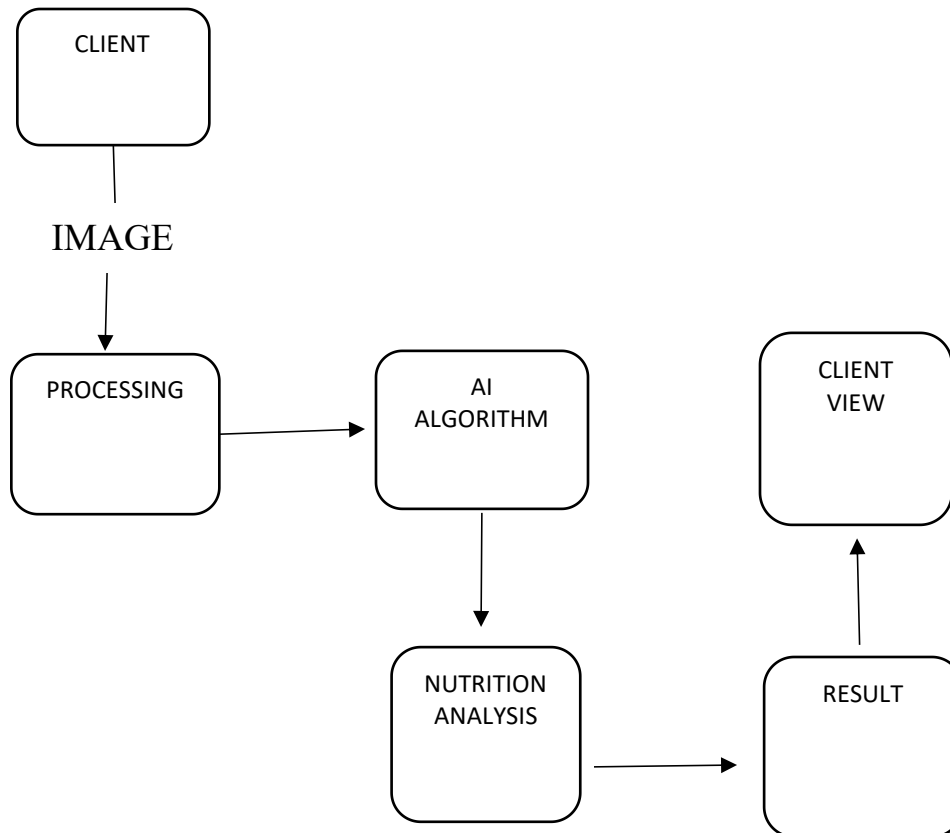 CLIENT
IMAGE
PROCESSING
AI
ALGORITHM
CLIENT
VIEW
NUTRITION
ANALYSIS
RESULT